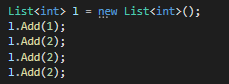 List<int> l = new List<int>();
l.Add(1);
l.Add(2);
l.Add(2);
l.Add(2);